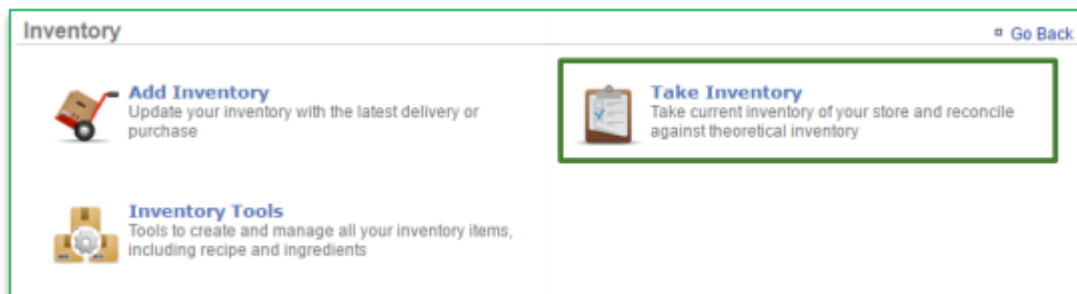 Inventory
Go Back
Add Inventory
Update your inventory with the latest delivery or
purchase
Take Inventory
Take current inventory of your store and reconcile
against theoretical inventory
Inventory Tools
Tools to create and manage all your inventory items,
including recipe and ingredients